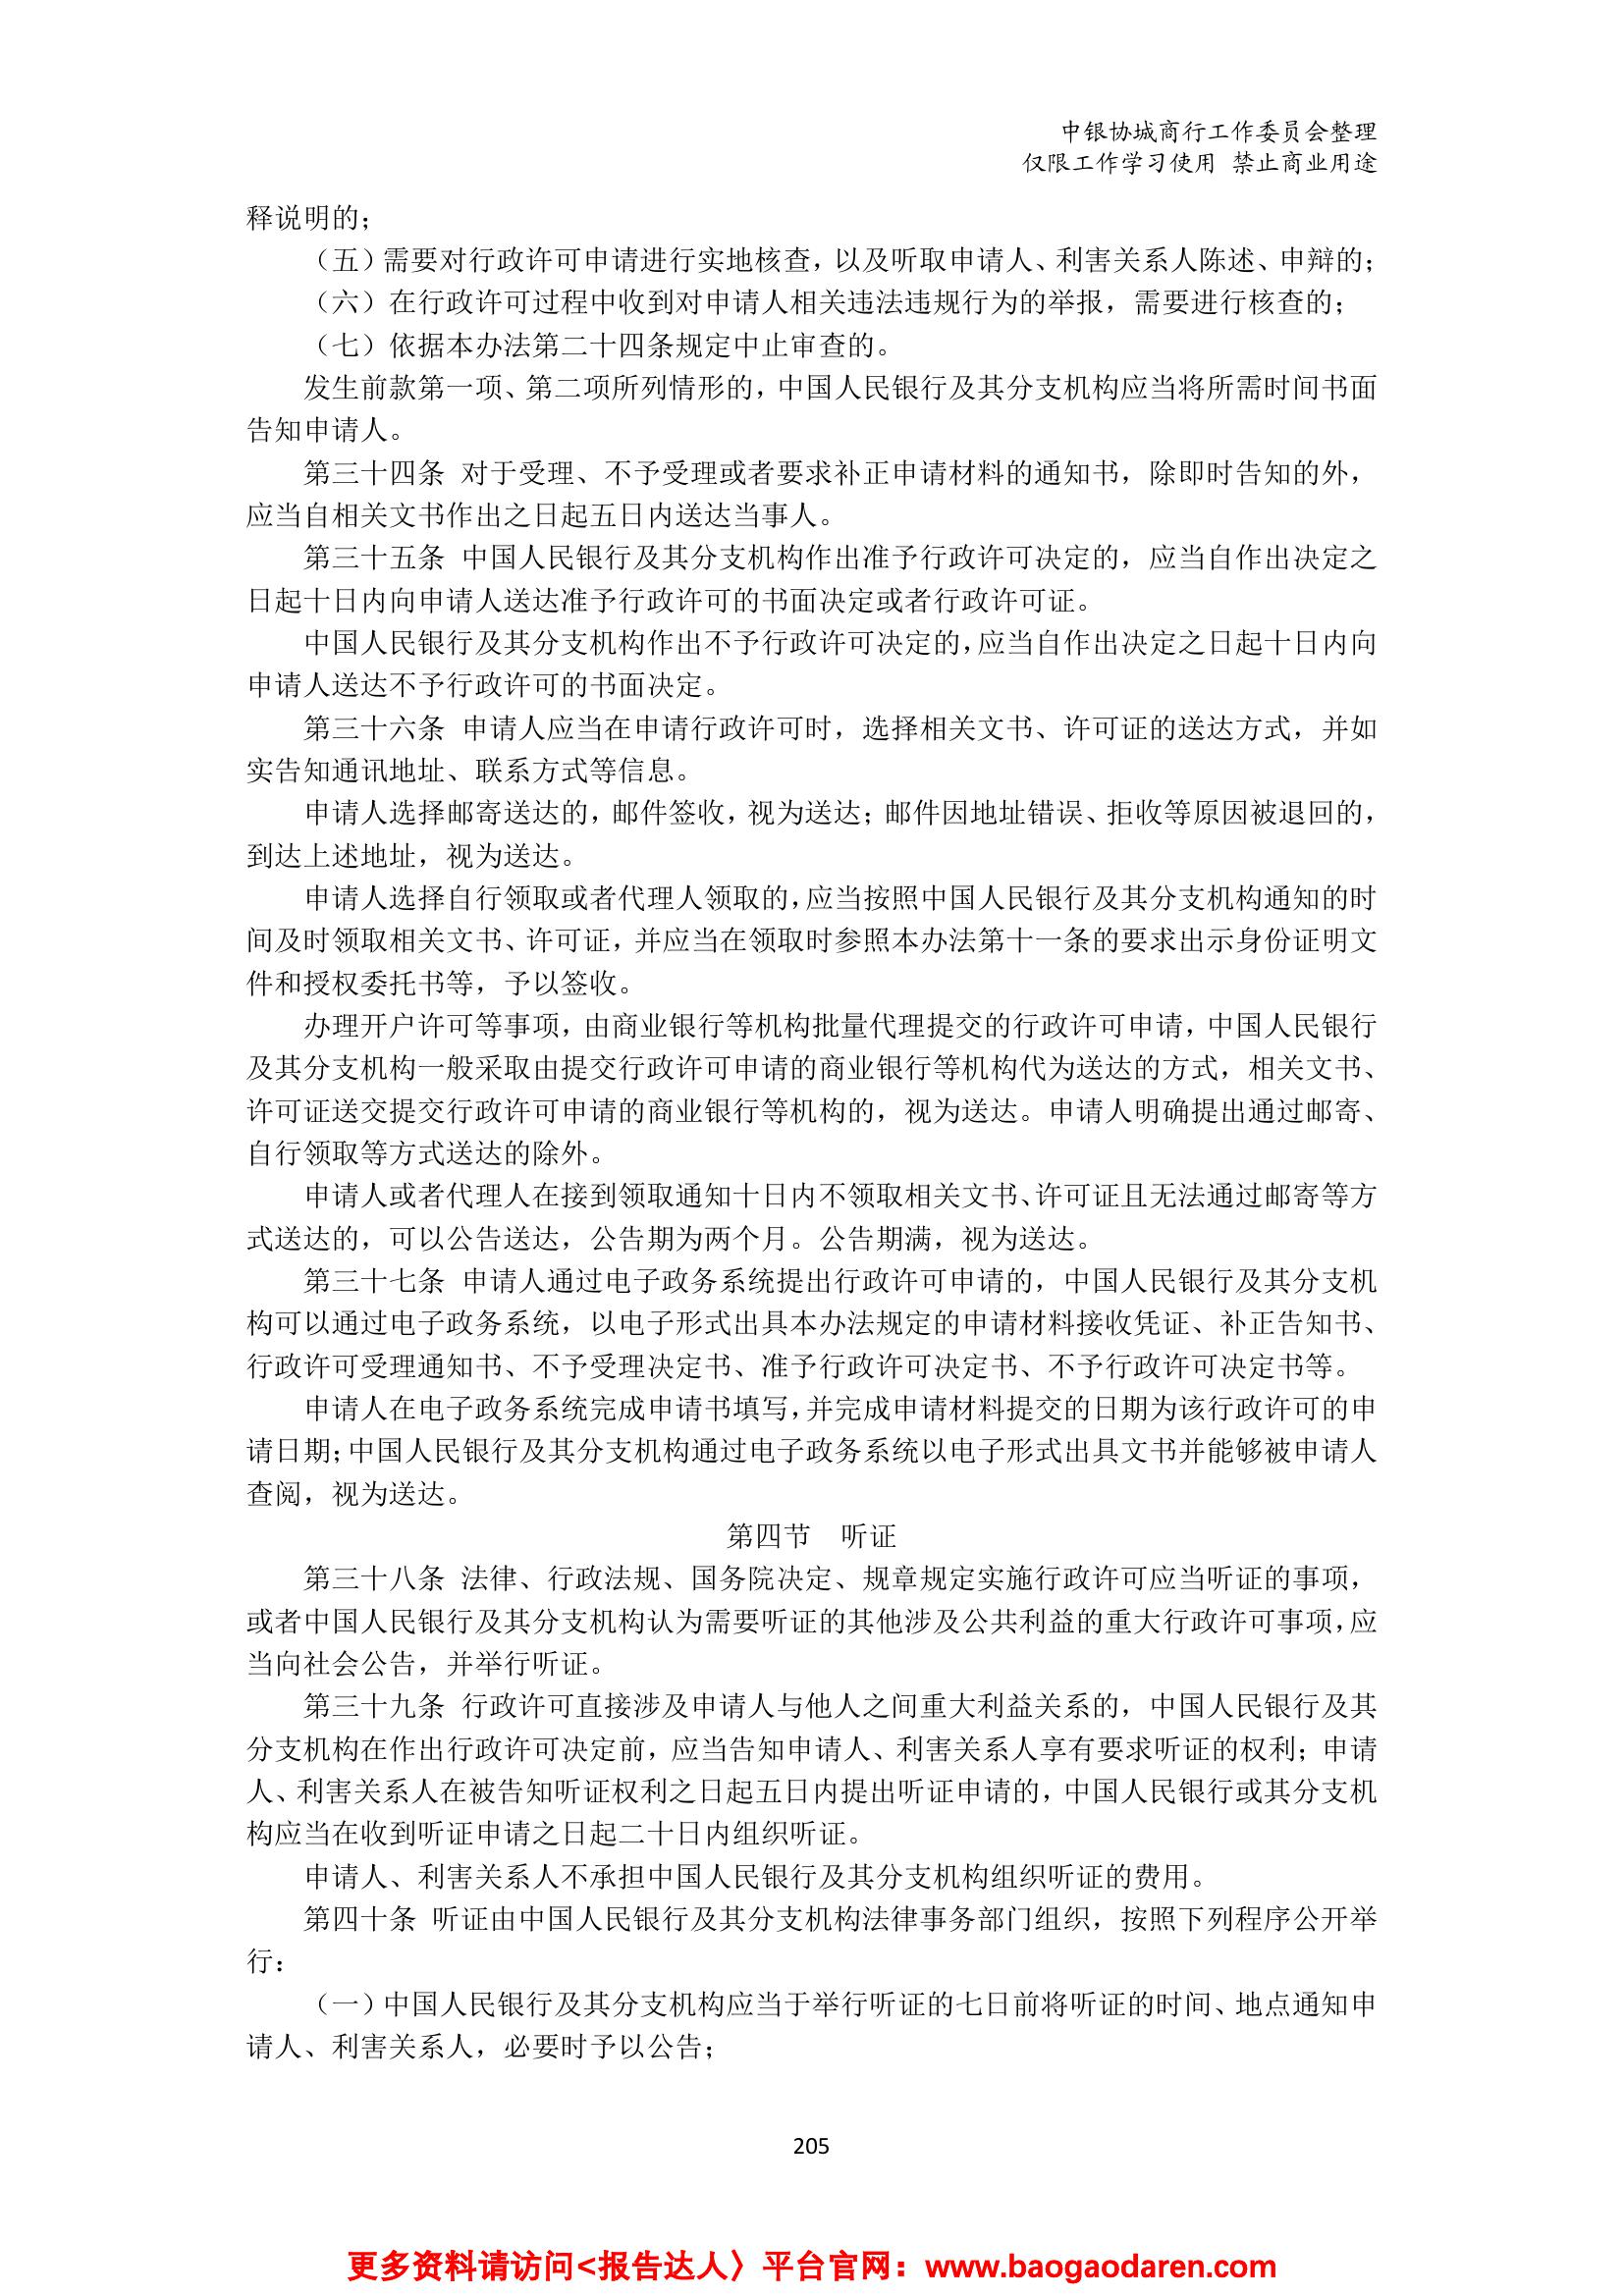 中银协城商行工作委员会整理
仅限工作学习使用 禁止商业用途
释说明的；
（五）需要对行政许可申请进行实地核查，以及听取申请人、利害关系人陈述、申辩的；
（六）在行政许可过程中收到对申请人相关违法违规行为的举报，需要进行核查的；
（七）依据本办法第二十四条规定中止审查的。
发生前款第一项、第二项所列情形的，中国人民银行及其分支机构应当将所需时间书面
告知申请人。
第三十四条 对于受理、不予受理或者要求补正申请材料的通知书，除即时告知的外，
应当自相关文书作出之日起五日内送达当事人。
第三十五条 中国人民银行及其分支机构作出准予行政许可决定的，应当自作出决定之
日起十日内向申请人送达准予行政许可的书面决定或者行政许可证。
中国人民银行及其分支机构作出不予行政许可决定的，应当自作出决定之日起十日内向
申请人送达不予行政许可的书面决定。
第三十六条 申请人应当在申请行政许可时，选择相关文书、许可证的送达方式，并如
实告知通讯地址、联系方式等信息。
申请人选择邮寄送达的，邮件签收，视为送达；邮件因地址错误、拒收等原因被退回的，
到达上述地址，视为送达。
申请人选择自行领取或者代理人领取的，应当按照中国人民银行及其分支机构通知的时
间及时领取相关文书、许可证，并应当在领取时参照本办法第十一条的要求出示身份证明文
件和授权委托书等，予以签收。
办理开户许可等事项，由商业银行等机构批量代理提交的行政许可申请，中国人民银行
及其分支机构一般采取由提交行政许可申请的商业银行等机构代为送达的方式，相关文书、
许可证送交提交行政许可申请的商业银行等机构的，视为送达。申请人明确提出通过邮寄、
自行领取等方式送达的除外。
申请人或者代理人在接到领取通知十日内不领取相关文书、许可证且无法通过邮寄等方
式送达的，可以公告送达，公告期为两个月。公告期满，视为送达。
第三十七条 申请人通过电子政务系统提出行政许可申请的，中国人民银行及其分支机
构可以通过电子政务系统，以电子形式出具本办法规定的申请材料接收凭证、补正告知书、
行政许可受理通知书、不予受理决定书、准予行政许可决定书、不予行政许可决定书等。
申请人在电子政务系统完成申请书填写，并完成申请材料提交的日期为该行政许可的申
请日期；中国人民银行及其分支机构通过电子政务系统以电子形式出具文书并能够被申请人
查阅，视为送达。
第四节　听证
第三十八条 法律、行政法规、国务院决定、规章规定实施行政许可应当听证的事项，
或者中国人民银行及其分支机构认为需要听证的其他涉及公共利益的重大行政许可事项，应
当向社会公告，并举行听证。
第三十九条 行政许可直接涉及申请人与他人之间重大利益关系的，中国人民银行及其
分支机构在作出行政许可决定前，应当告知申请人、利害关系人享有要求听证的权利；申请
人、利害关系人在被告知听证权利之日起五日内提出听证申请的，中国人民银行或其分支机
构应当在收到听证申请之日起二十日内组织听证。
申请人、利害关系人不承担中国人民银行及其分支机构组织听证的费用。
第四十条 听证由中国人民银行及其分支机构法律事务部门组织，按照下列程序公开举
行：
（一）中国人民银行及其分支机构应当于举行听证的七日前将听证的时间、地点通知申
请人、利害关系人，必要时予以公告；
205
更多资料请访问<报告达人〉平台官网：www.baogaodaren.com